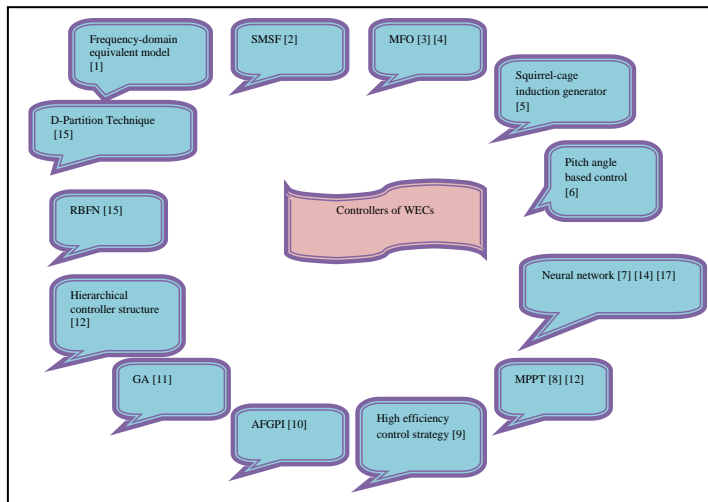 Frequency-domain
equivalent model
[1]
SMSF [2]
MFO [3] [4]
Squirrel-cage
induction generator
[5]
D-Partition Technique
[15]
Pitch angle
based control
[6]
RBFN [15]
Controllers of WECs
Neural network [7] [14] [17]
Hierarchical
controller structure
[12]
GA [11]
MPPT [8] [12]
AFGPI [10]
High efficiency
control strategy [9]